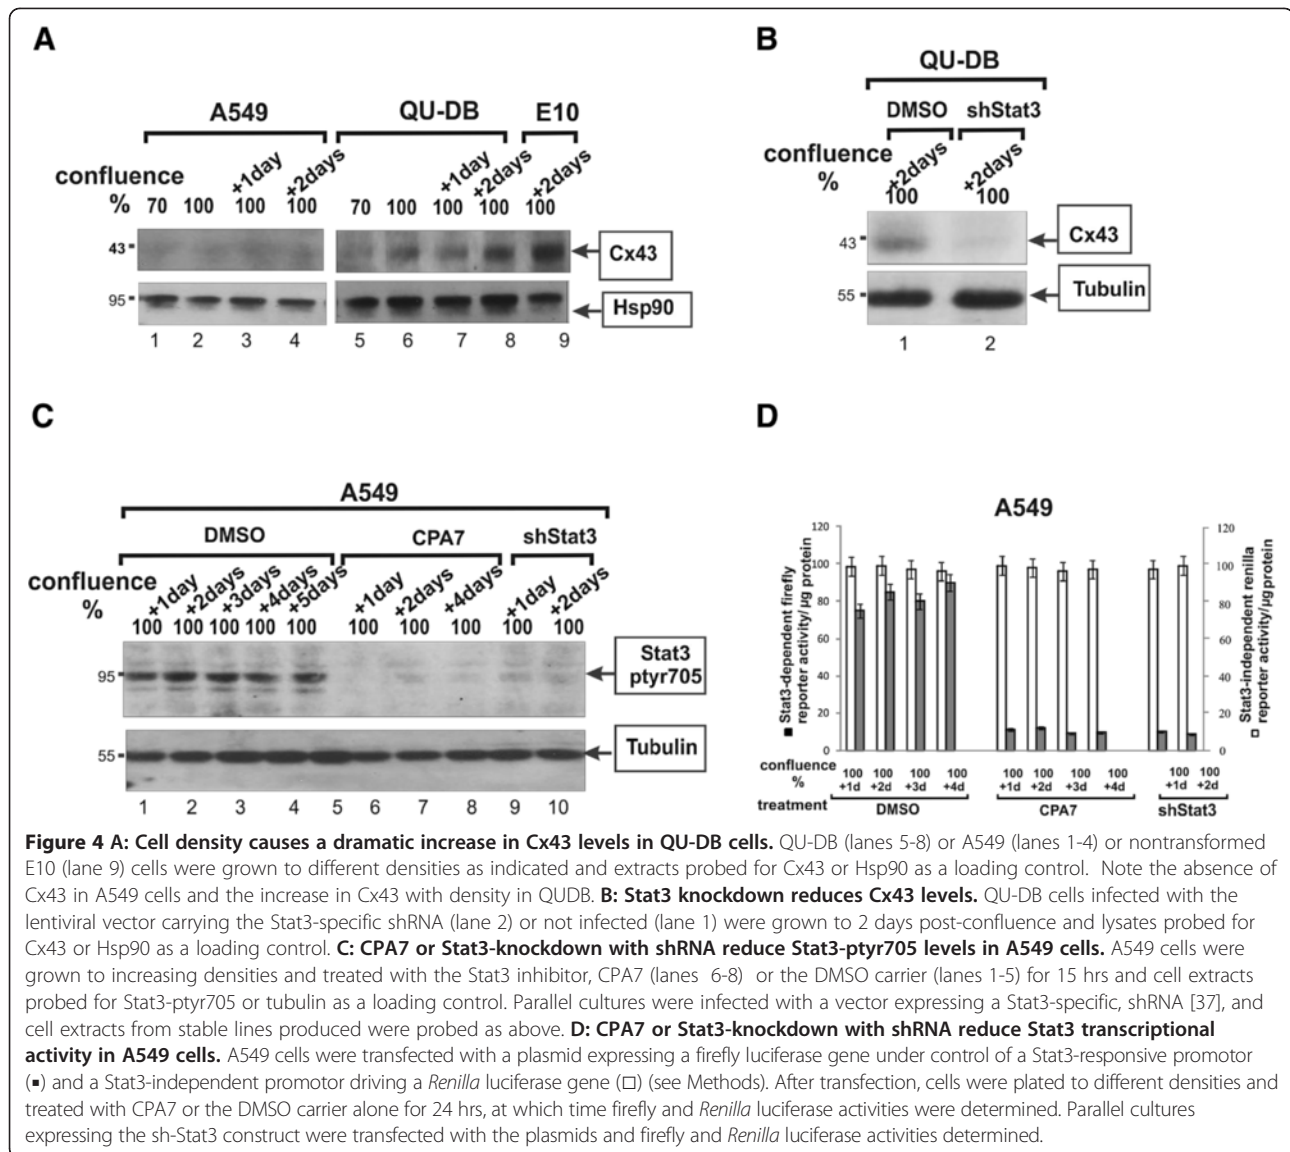 A
A549
QU-DB
E10
confluence
%
+1day
+2days
+1day
+2days
+2days
70 100 100 100 70 100 100 100 100
43
Cx43
95
Hsp90
1 2 3 4 5 6 7 8 9
B
QU-DB
DMSO shStat3
confluence
%
+2days
+2days
100 100
43
Cx43
55
Tubulin
1 2
C
A549
DMSO CPA7 shStat3
confluence
%
+1day
+2days
+3days
+4days
+5days
+1day
+2days
+4days
+1day
+2days
100 100 100 100 100 100 100 100 100 100
95
Stat3
ptyr705
55
Tubulin
1 2 3 4 5 6 7 8 9 10
D
A549
■ Stat3-dependent firefly
reporter activity/µg protein
120
100
80
60
40
20
0
120
100
80
60
40
20
0
□ Stat3-independent renilla
reporter activity/µg protein
confluence
%
100 100 100 100 100 100 100 100 100 100
+1d +2d +3d +4d +1d +2d +3d +4d +1d +2d
treatment
DMSO CPA7 shStat3
Figure 4 A: Cell density causes a dramatic increase in Cx43 levels in QU-DB cells. QU-DB (lanes 5-8) or A549 (lanes 1-4) or nontransformed
E10 (lane 9) cells were grown to different densities as indicated and extracts probed for Cx43 or Hsp90 as a loading control. Note the absence of
Cx43 in A549 cells and the increase in Cx43 with density in QUDB. B: Stat3 knockdown reduces Cx43 levels. QU-DB cells infected with the
lentiviral vector carrying the Stat3-specific shRNA (lane 2) or not infected (lane 1) were grown to 2 days post-confluence and lysates probed for
Cx43 or Hsp90 as a loading control. C: CPA7 or Stat3-knockdown with shRNA reduce Stat3-ptyr705 levels in A549 cells. A549 cells were
grown to increasing densities and treated with the Stat3 inhibitor, CPA7 (lanes 6-8) or the DMSO carrier (lanes 1-5) for 15 hrs and cell extracts
probed for Stat3-ptyr705 or tubulin as a loading control. Parallel cultures were infected with a vector expressing a Stat3-specific, shRNA [37], and
cell extracts from stable lines produced were probed as above. D: CPA7 or Stat3-knockdown with shRNA reduce Stat3 transcriptional
activity in A549 cells. A549 cells were transfected with a plasmid expressing a firefly luciferase gene under control of a Stat3-responsive promotor
(▪) and a Stat3-independent promotor driving a Renilla luciferase gene (□) (see Methods). After transfection, cells were plated to different densities and
treated with CPA7 or the DMSO carrier alone for 24 hrs, at which time firefly and Renilla luciferase activities were determined. Parallel cultures
expressing the sh-Stat3 construct were transfected with the plasmids and firefly and Renilla luciferase activities determined.